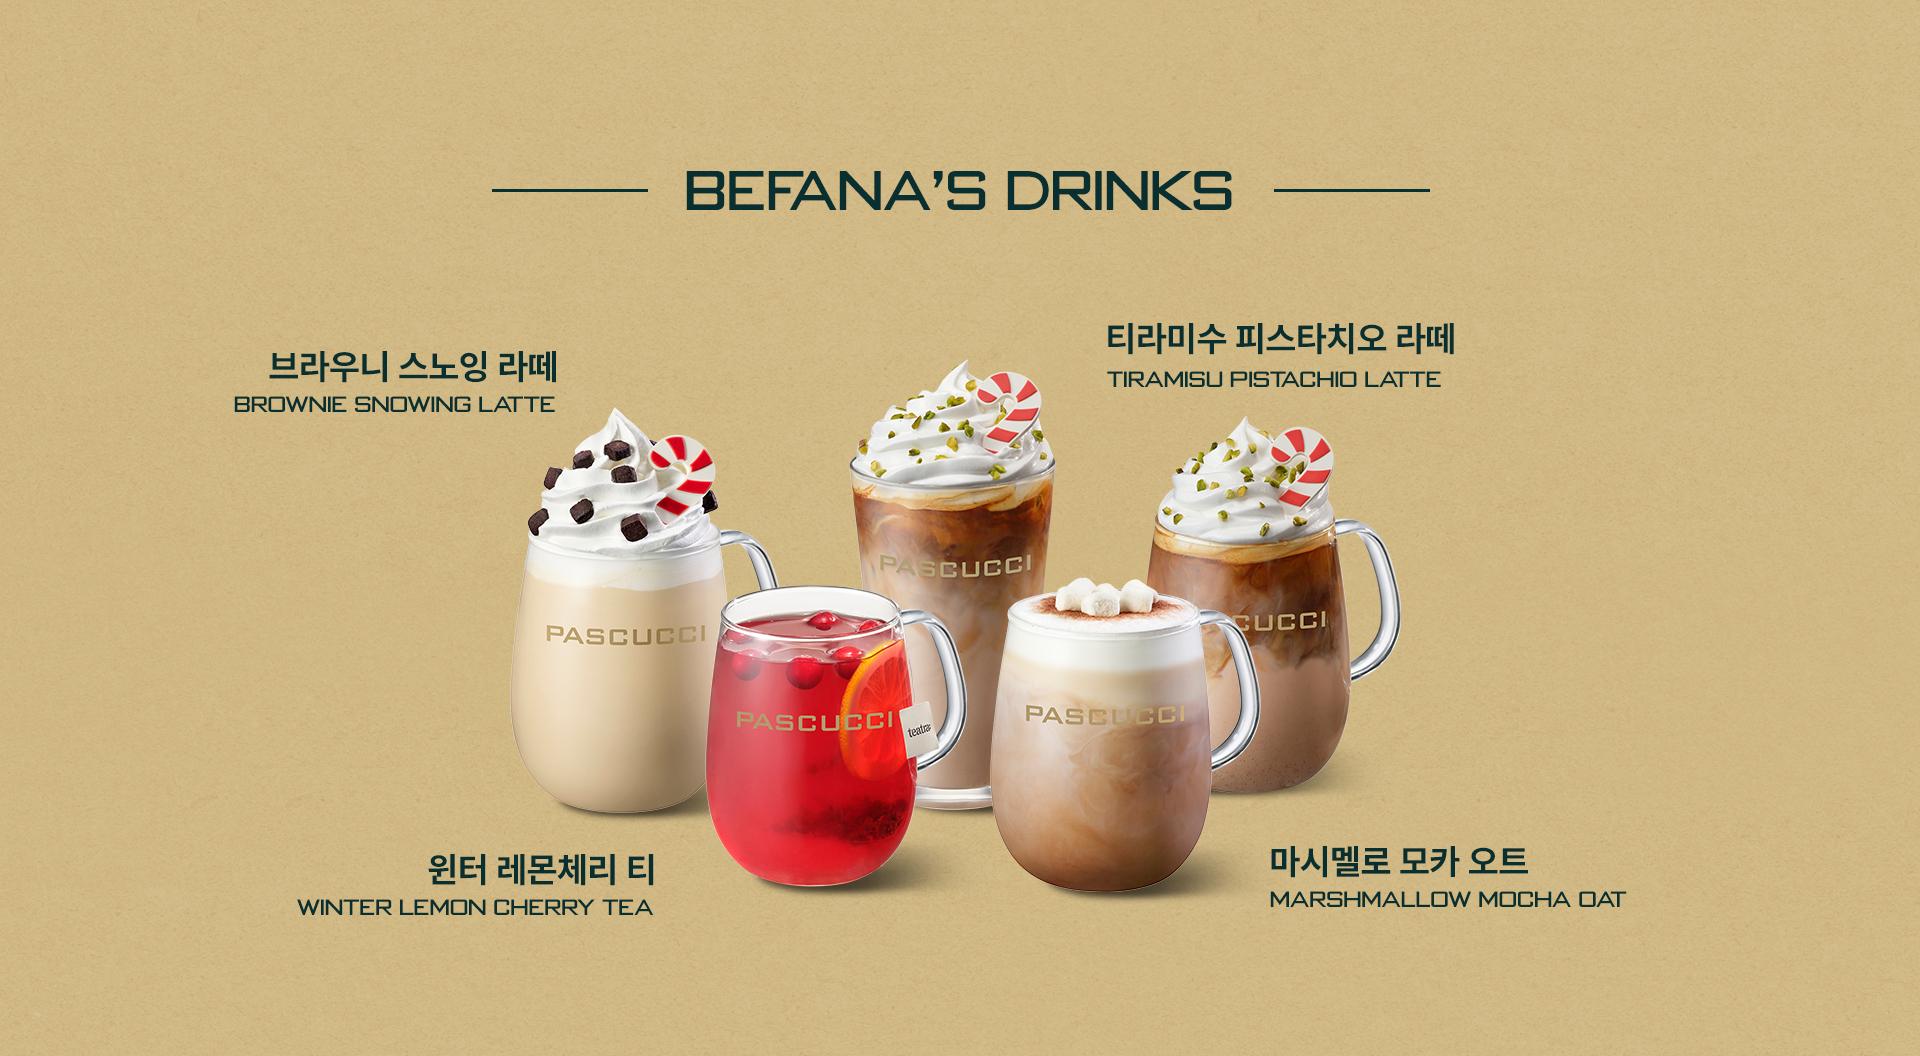 BEFANA'S DRINKS
브라우니 스노잉 라떼
BROWNIE SNOWING LATTE
티라미수 피스타치오 라떼
TIRAMISU PISTACHIO LATTE
PASCUCCI
PASCUCCI
CUCCI
PASCUCCI
teatra
PASCUCCI
윈터 레몬체리 티
WINTER LEMON CHERRY TEA
마시멜로 모카 오트
MARSHMALLOW MOCHA OAT